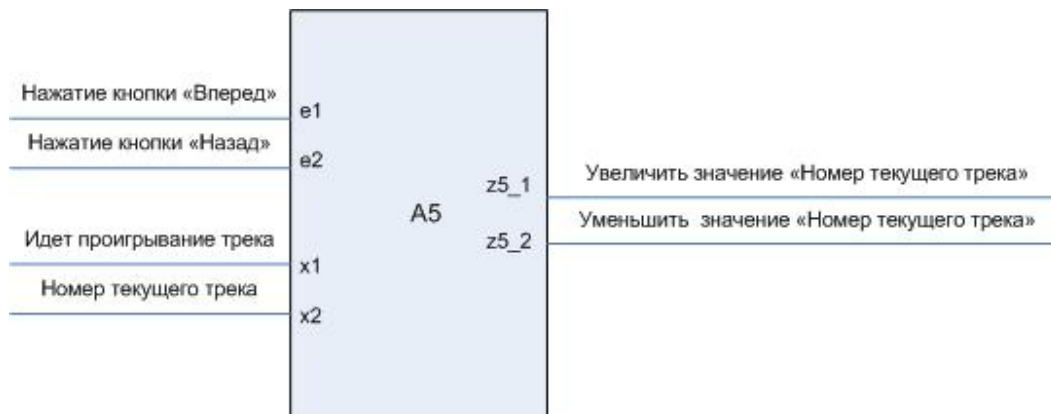 Нажатие кнопки «Вперед»
e1
Нажатие кнопки «Назад»
e2
Идет проигрывание трека
x1
Номер текущего трека
x2
A5
z5_1
Увеличить значение «Номер текущего трека»
z5_2
Уменьшить значение «Номер текущего трека»